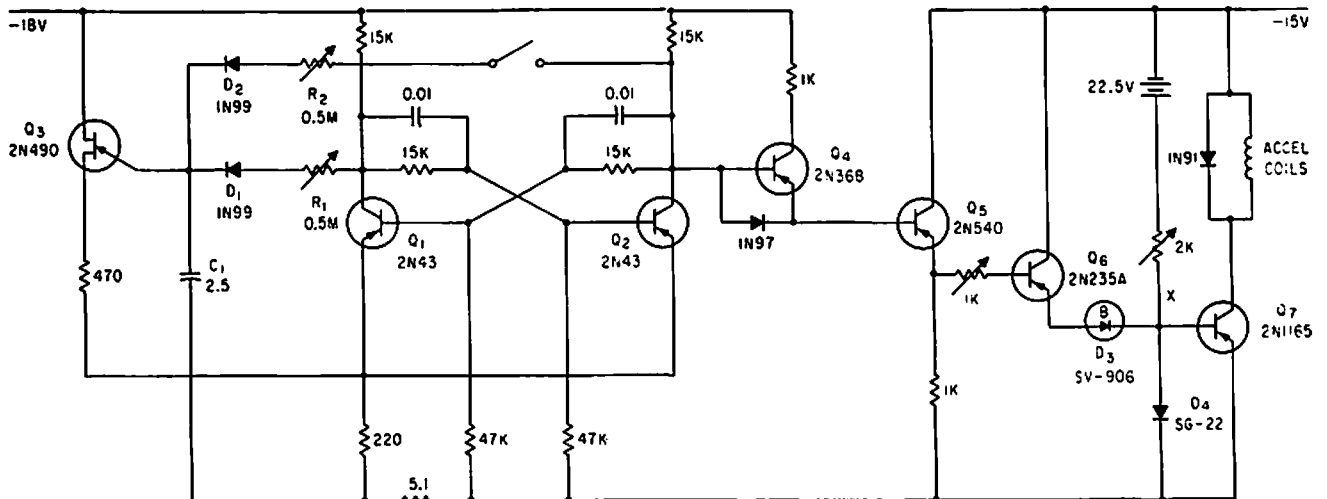 -18V
15K
15K
-15V
D2
1N99
R2
0.5M
0.01
0.01
1K
22.5V
Q3
2N490
15K
15K
Q4
2N368
1N91
ACCEL
COILS
D1
1N99
R1
0.5M
Q1
2N43
Q2
2N43
1N97
Q5
2N540
2K
470
C1
2.5
1K
Q6
2N235A
X
B
D3
SV-906
Q7
2N1165
1K
D4
SG-22
220
47K
47K
5.1